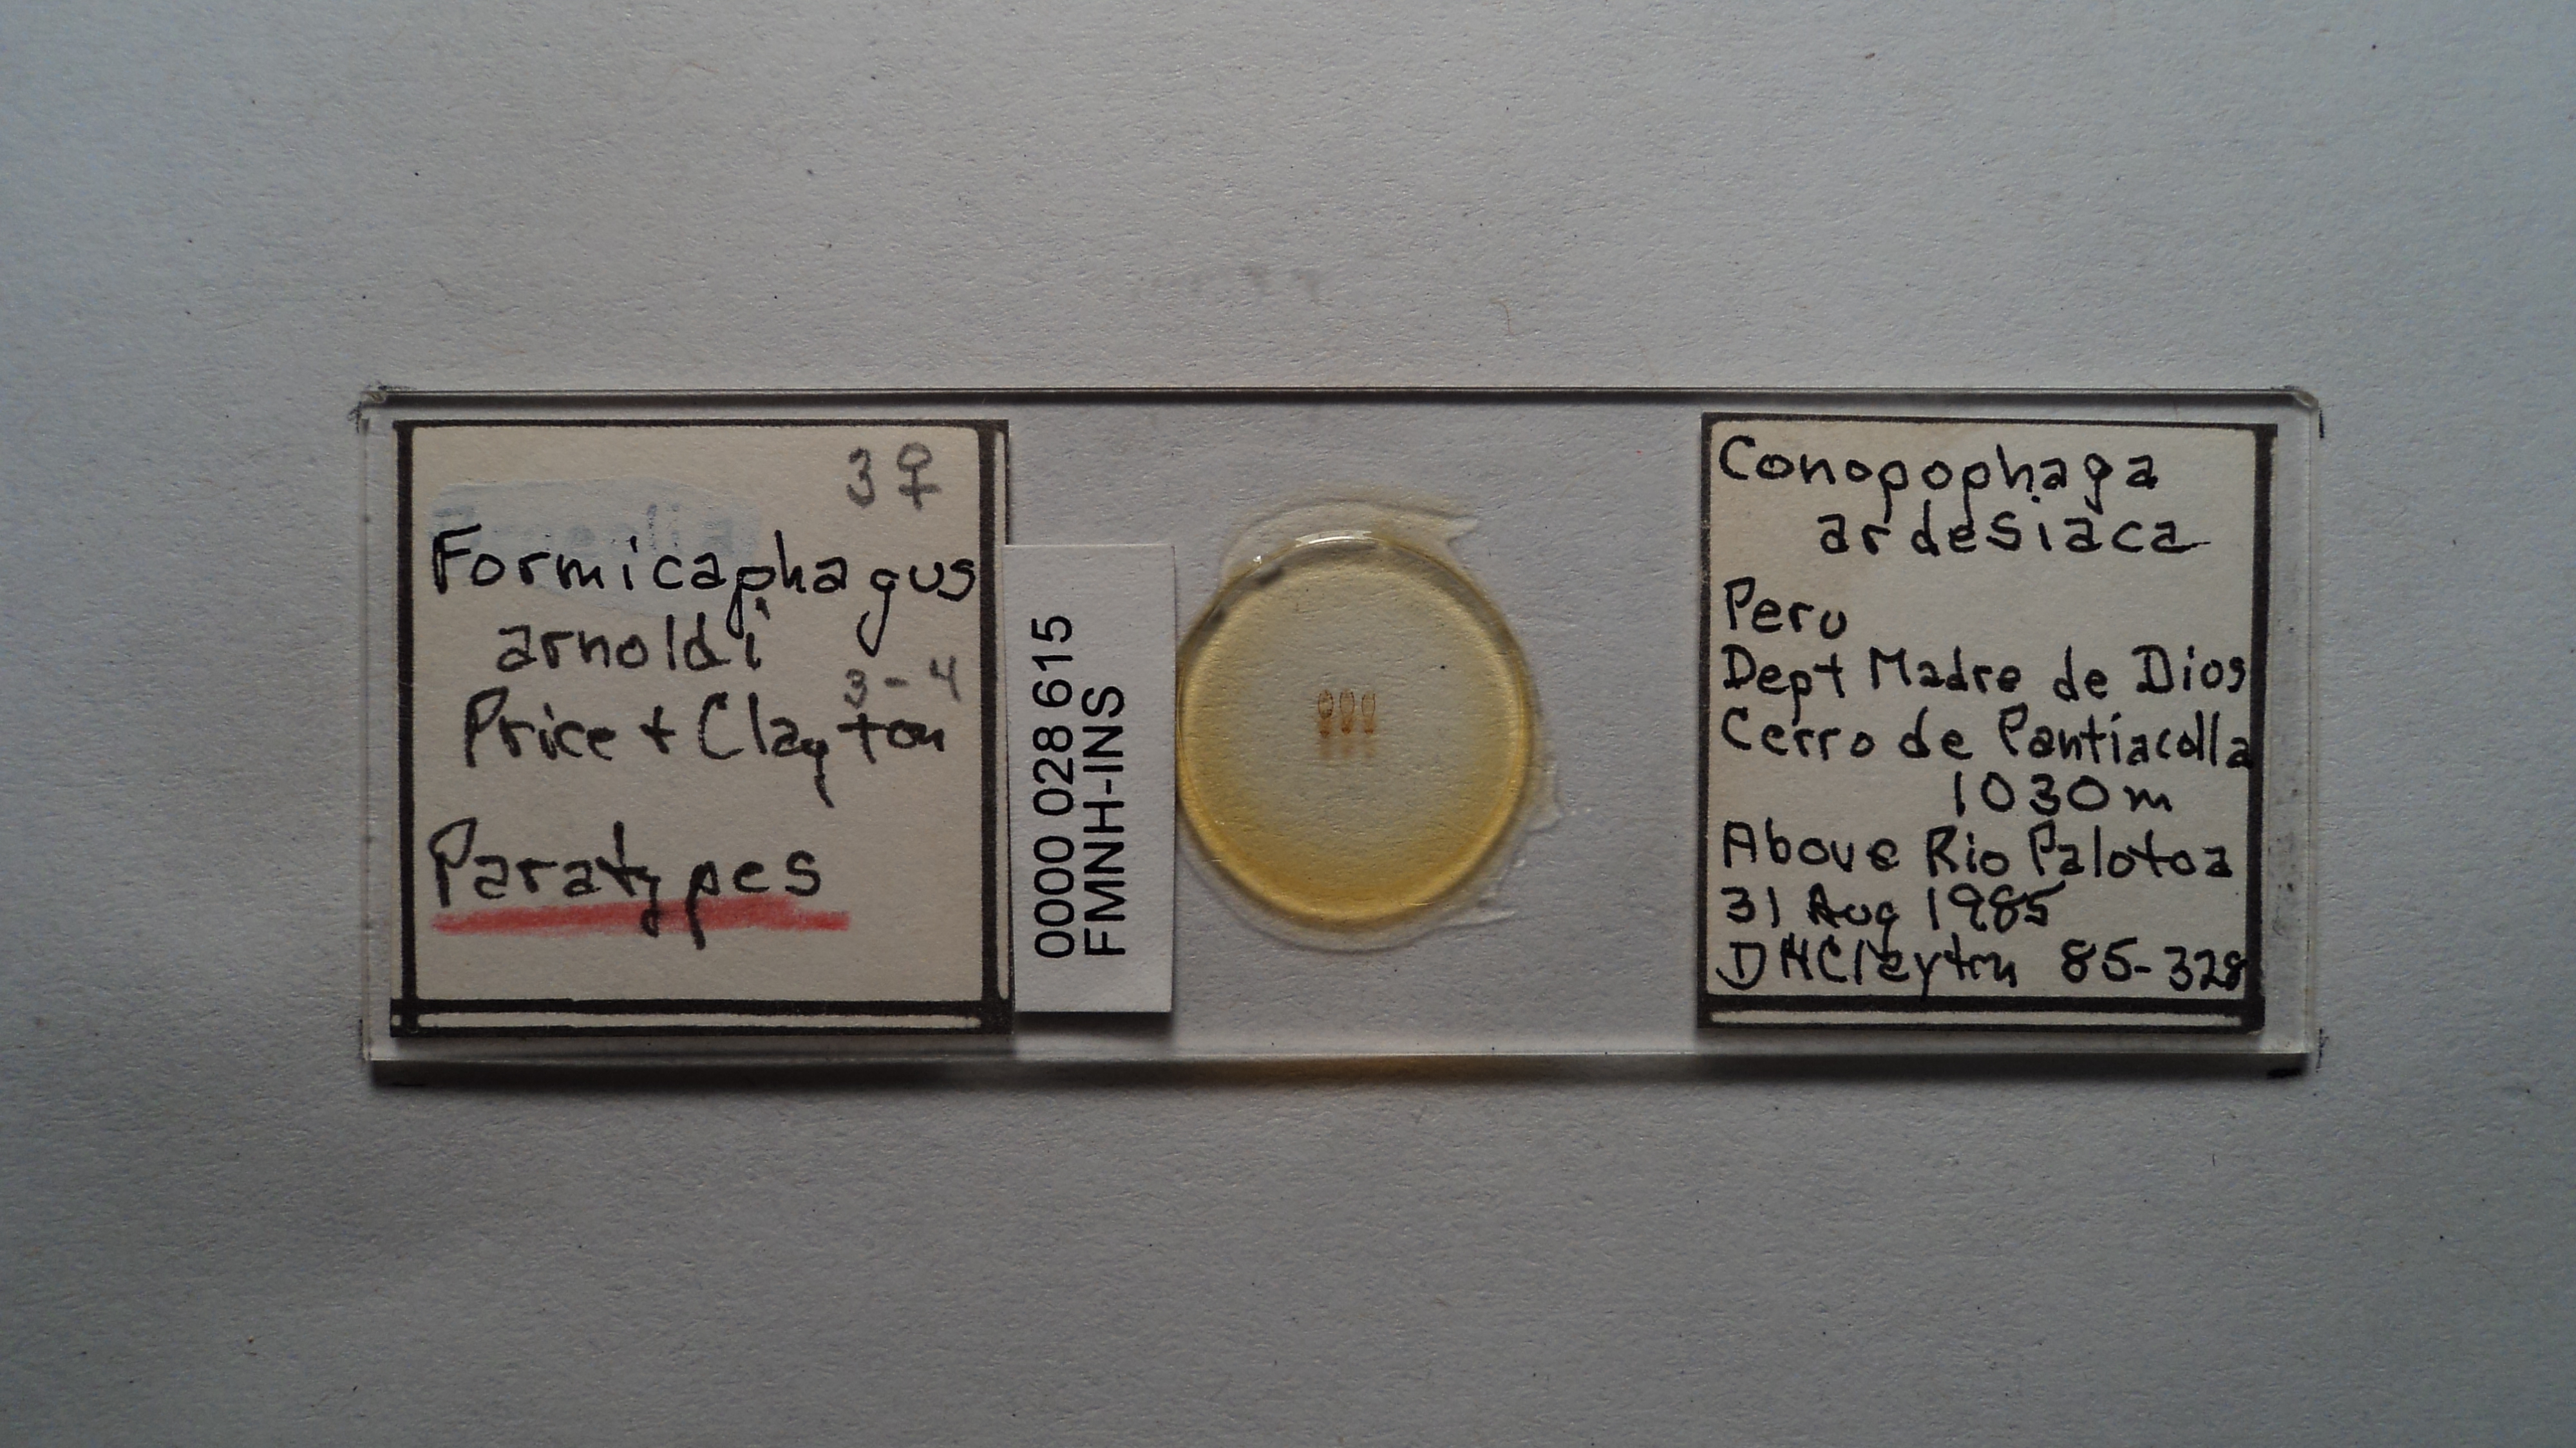 3 ♀
Formicaphagus
arnoldi
3-4
Price + Clayton
Paratypes
0000 028 615
FMNH-INS
Conopophaga
ardesiaca
Peru
Dept Madre de Dios
Cerro de Pantiacolla
1030 m
Above Rio Palotoa
31 Aug 1985
DHClayton 85-328